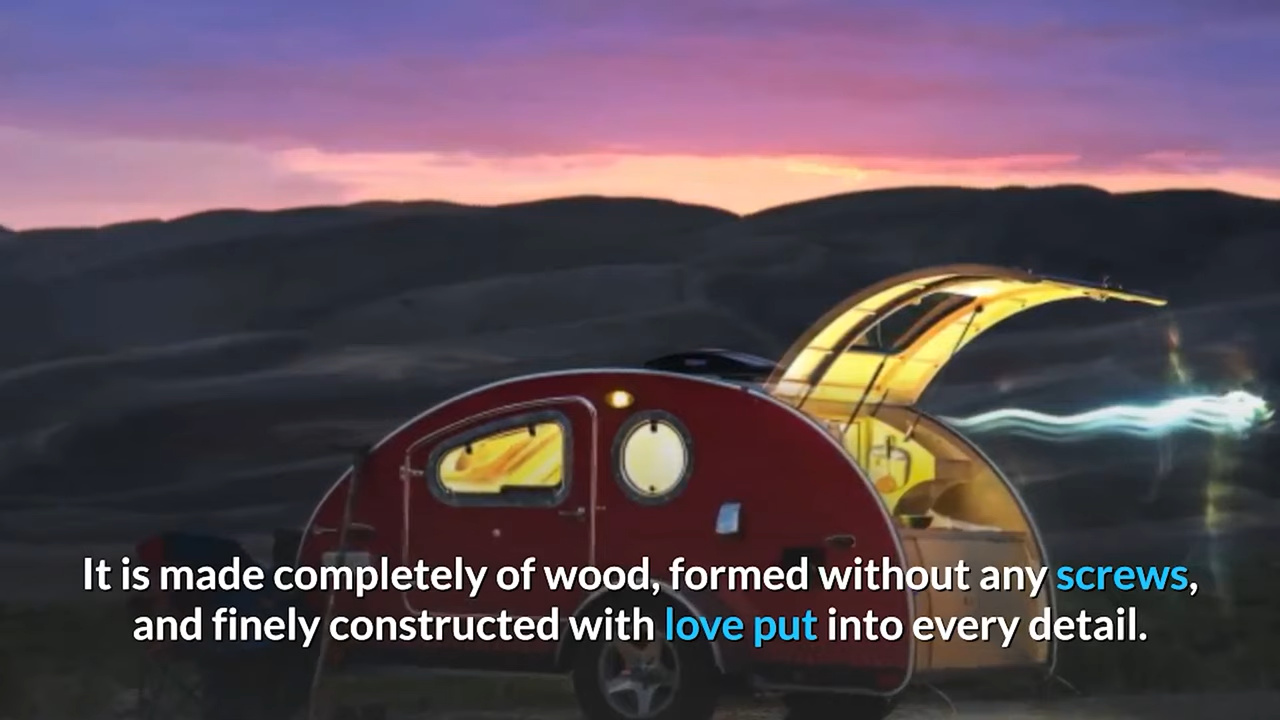 It is made completely of wood, formed without any screws,
and finely constructed with love put into every detail.